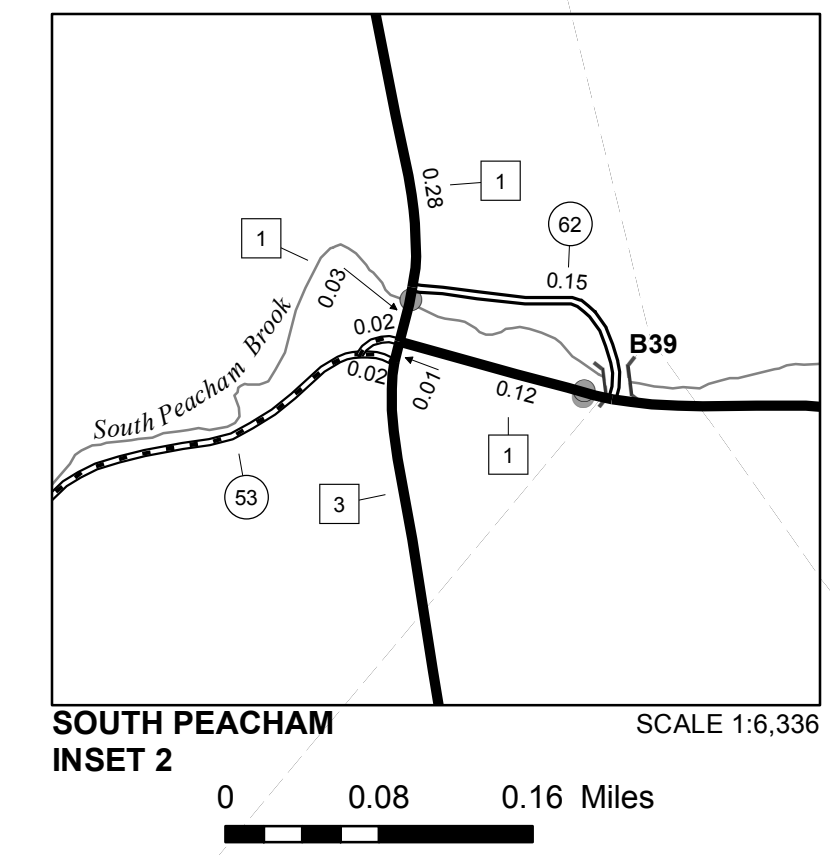 0.28
1
62
1
0.15
0.03
0.02
B39
0.02
0.01
0.12
South Peacham Brook
1
53
3
SOUTH PEACHAM
INSET 2
SCALE 1:6,336
0 0.08 0.16 Miles